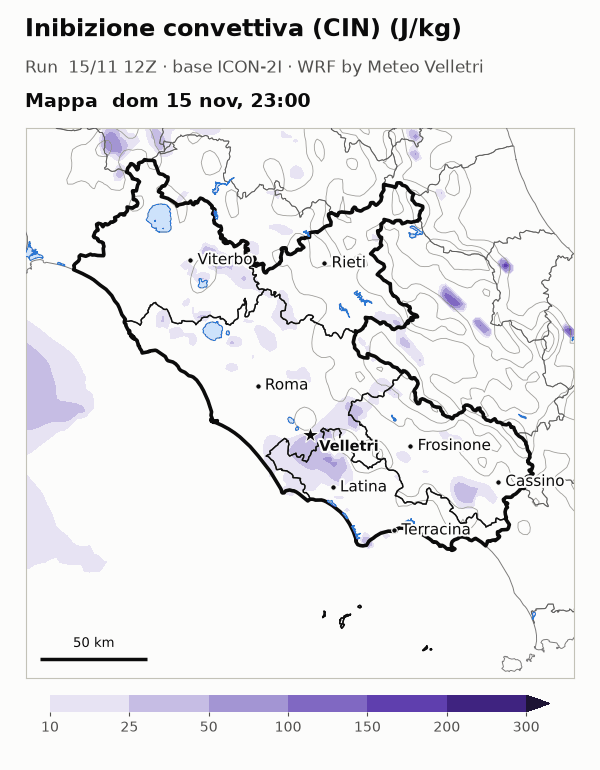 Inibizione convettiva (CIN) (J/kg)
Run  15/11 12Z · base ICON-2I · WRF by Meteo Velletri
Mappa  dom 15 nov, 23:00
Viterbo
Rieti
Roma
Velletri
Frosinone
Latina
Cassino
Terracina
50 km
10 25 50 100 150 200 300